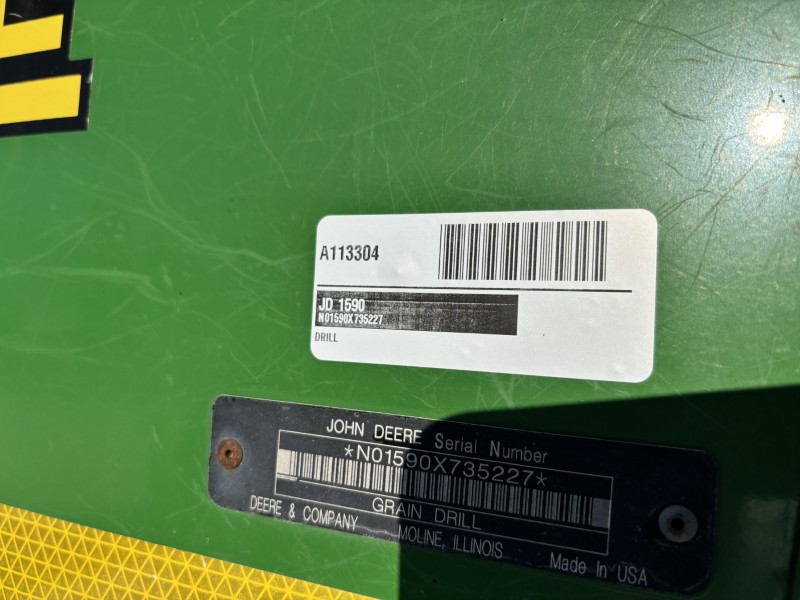 A113304
JD 1590
N01590X735227
DRILL
JOHN DEERE Serial Number
*N01590X735227*
GRAIN DRILL
DEERE & COMPANY MOLINE, ILLINOIS Made In USA